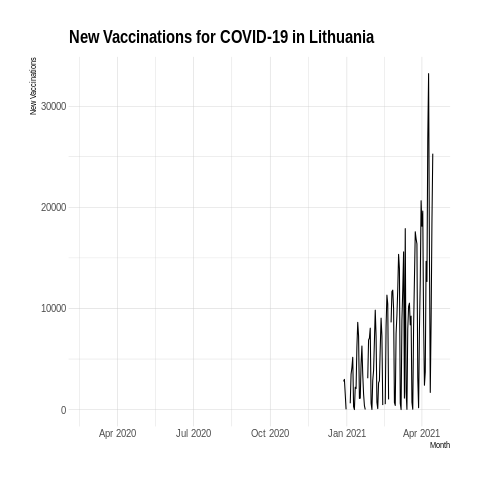 New Vaccinations for COVID-19 in Lithuania
New Vaccinations
30000
20000
10000
0
Apr 2020 Jul 2020 Oct 2020 Jan 2021 Apr 2021
Month